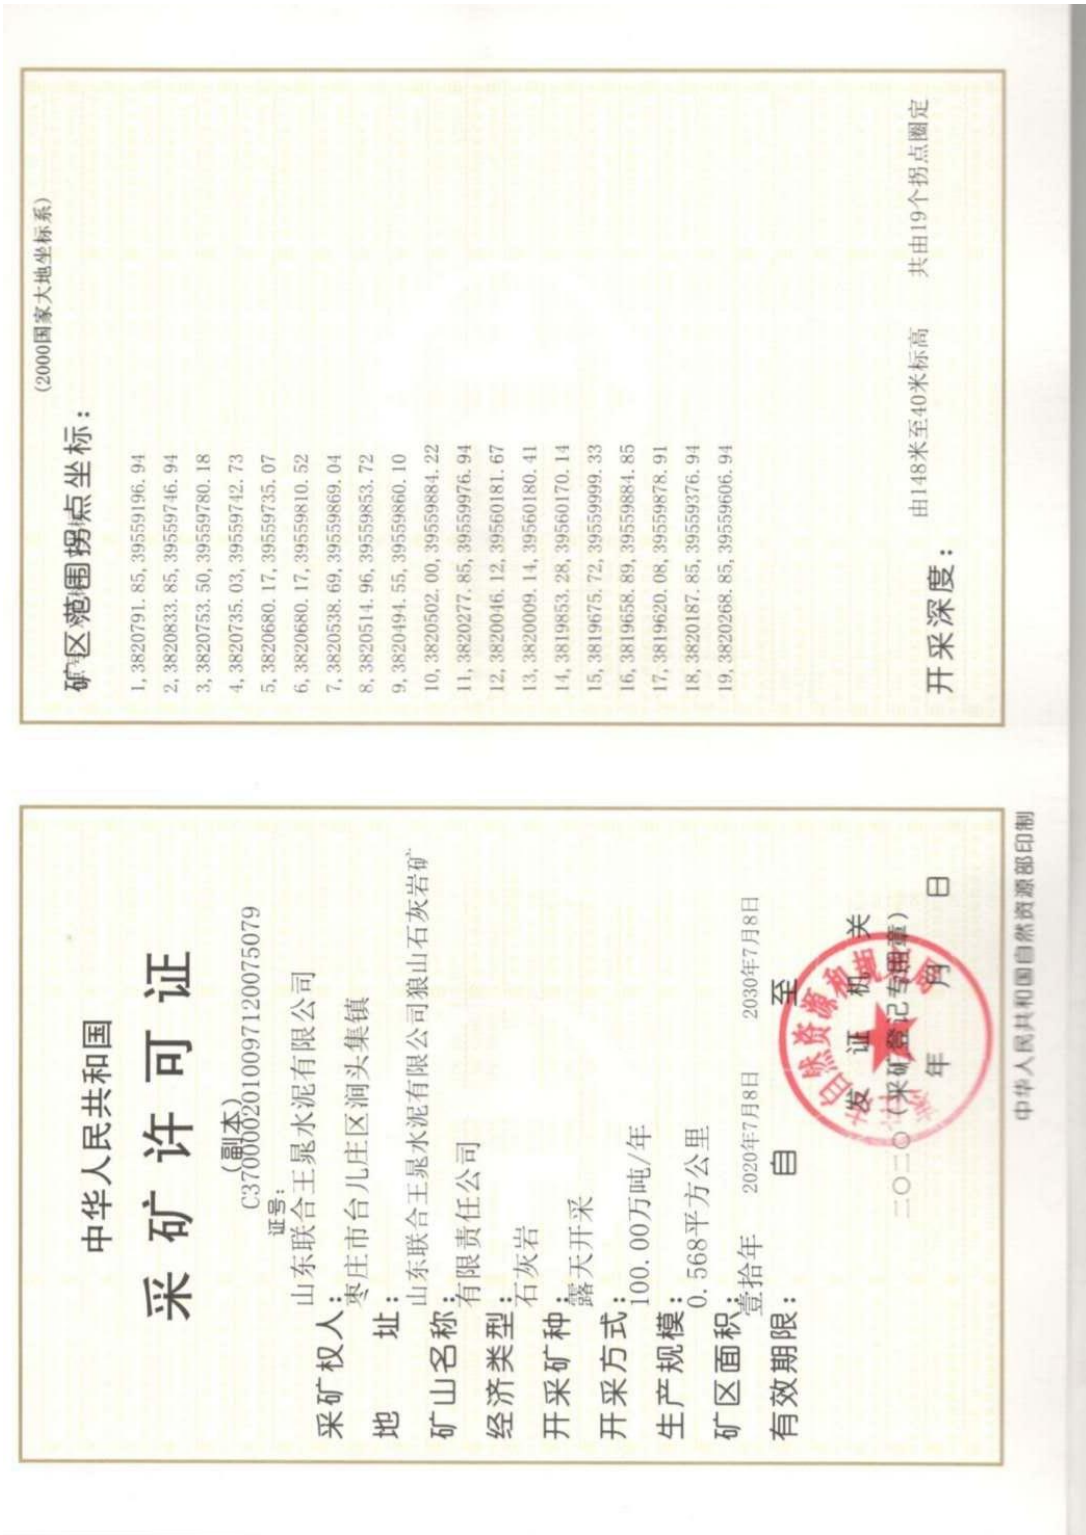 中华人民共和国
采矿许可证
(副本)
C3700002010097120075079
证号:
采矿权人: 山东联合王晁水泥有限公司
地 址: 枣庄市台儿庄区涧头集镇
矿山名称: 山东联合王晁水泥有限公司狼山石灰岩矿
经济类型: 有限责任公司
开采矿种: 石灰岩
开采方式: 露天开采
生产规模: 100.00万吨/年
矿区面积: 0.568平方公里
有效期限: 壹拾年 自 2020年7月8日 至 2030年7月8日
发证机关
(采矿登记专用章)
二〇二〇 年 月 日
自然资源和规划局
中华人民共和国自然资源部印制
(2000国家大地坐标系)
矿区范围拐点坐标:
1, 3820791.85, 39559196.94
2, 3820833.85, 39559746.94
3, 3820753.50, 39559780.18
4, 3820735.03, 39559742.73
5, 3820680.17, 39559735.07
6, 3820680.17, 39559810.52
7, 3820538.69, 39559869.04
8, 3820514.96, 39559853.72
9, 3820494.55, 39559860.10
10, 3820502.00, 39559884.22
11, 3820277.85, 39559976.94
12, 3820046.12, 39560181.67
13, 3820009.14, 39560180.41
14, 3819853.28, 39560170.14
15, 3819675.72, 39559999.33
16, 3819658.89, 39559884.85
17, 3819620.08, 39559878.91
18, 3820187.85, 39559376.94
19, 3820268.85, 39559606.94
开采深度: 由148米至40米标高 共由19个拐点圈定